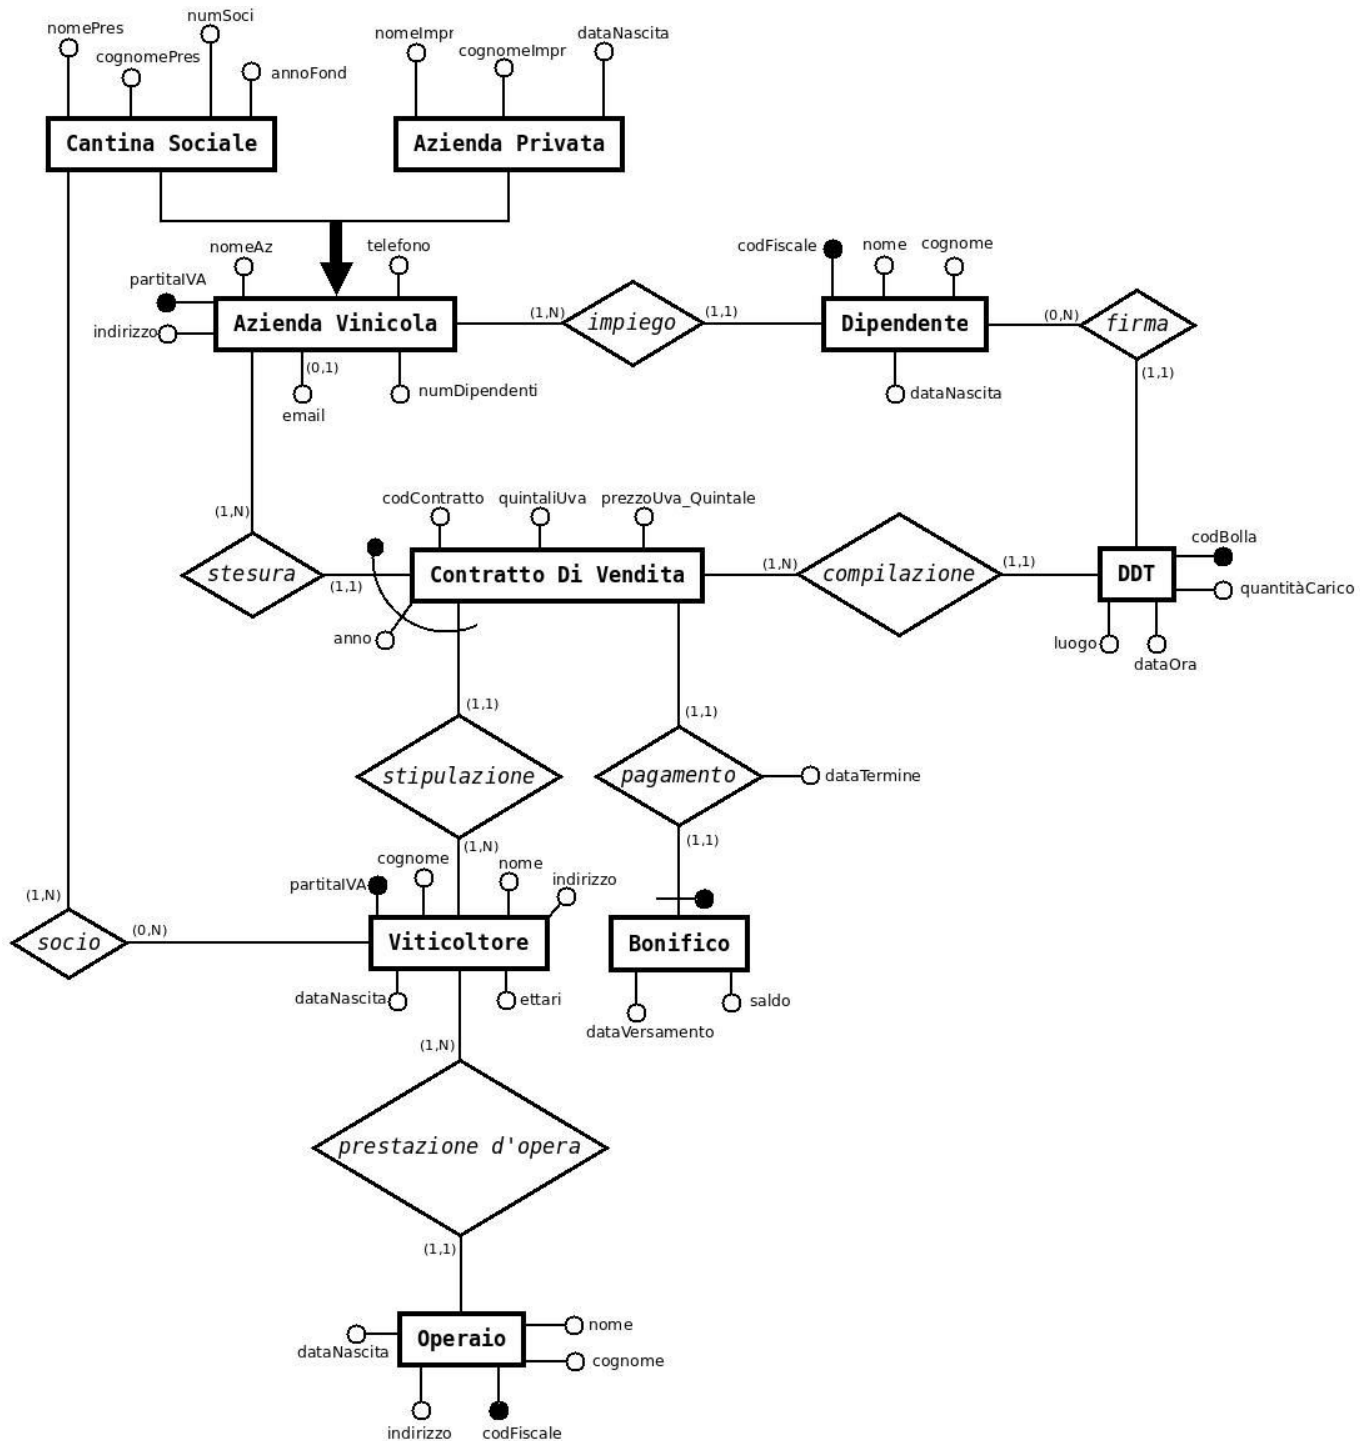 nomePres
numSoci
cognomePres
annoFond
nomeImpr
cognomeImpr
dataNascita
Cantina Sociale
Azienda Privata
nomeAz
telefono
partitaIVA
indirizzo
Azienda Vinicola
(0,1)
email
numDipendenti
(1,N)
impiego
(1,1)
codFiscale
nome
cognome
Dipendente
dataNascita
(0,N)
firma
(1,1)
(1,N)
stesura
(1,1)
codContratto
quintaliUva
prezzoUva_Quintale
Contratto Di Vendita
anno
(1,N)
compilazione
(1,1)
codBolla
DDT
quantitàCarico
luogo
dataOra
(1,1)
stipulazione
(1,N)
(1,1)
pagamento
dataTermine
(1,1)
(1,N)
socio
(0,N)
partitaIVA
cognome
nome
indirizzo
Viticoltore
dataNascita
ettari
Bonifico
dataVersamento
saldo
(1,N)
prestazione d'opera
(1,1)
Operaio
nome
cognome
dataNascita
indirizzo
codFiscale